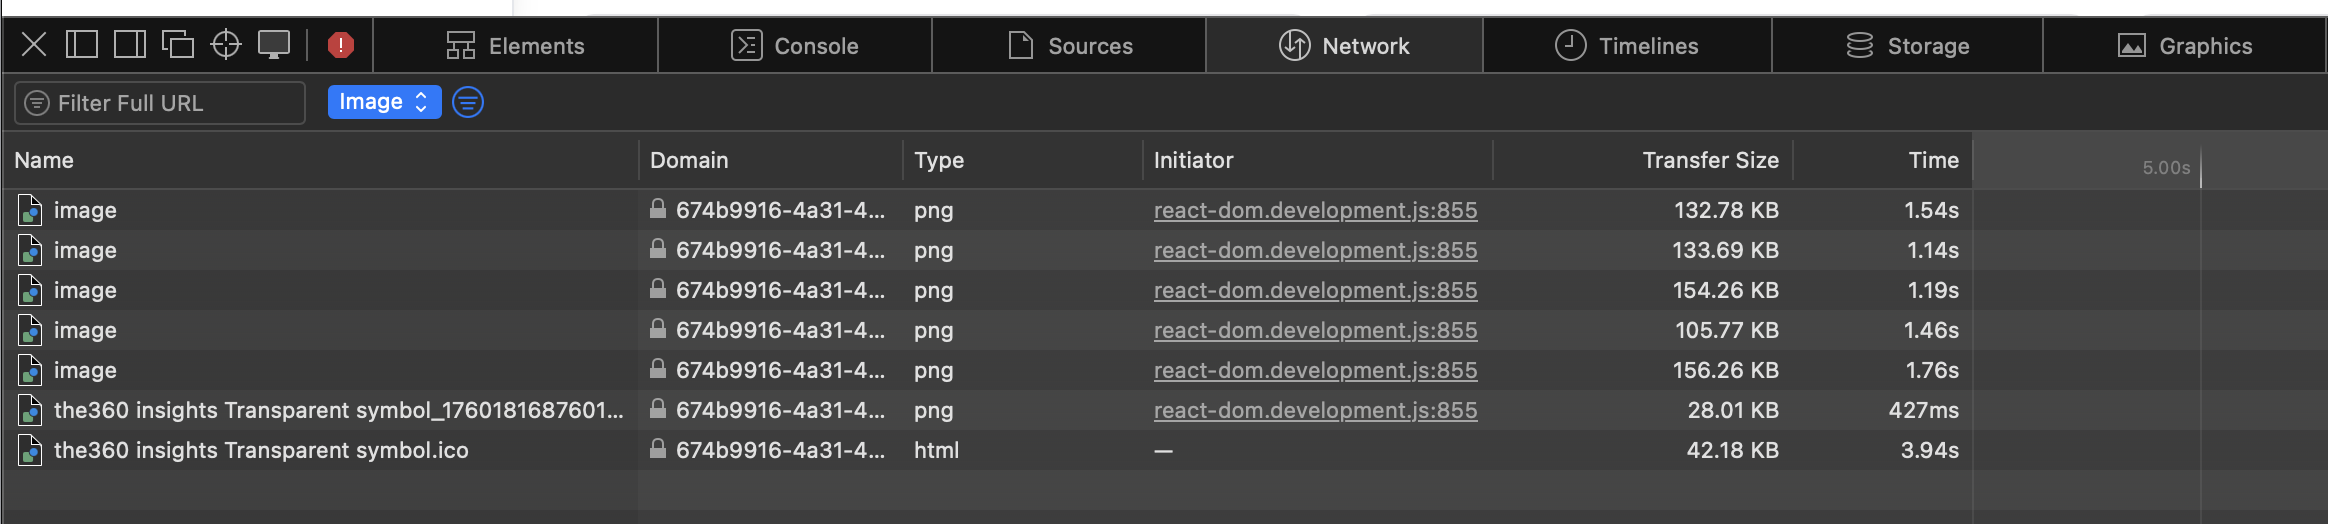 Elements Console Sources Network Timelines Storage Graphics
Filter Full URL Image
Name Domain Type Initiator Transfer Size Time 5.00s
image 674b9916-4a31-4... png react-dom.development.js:855 132.78 KB 1.54s
image 674b9916-4a31-4... png react-dom.development.js:855 133.69 KB 1.14s
image 674b9916-4a31-4... png react-dom.development.js:855 154.26 KB 1.19s
image 674b9916-4a31-4... png react-dom.development.js:855 105.77 KB 1.46s
image 674b9916-4a31-4... png react-dom.development.js:855 156.26 KB 1.76s
the360 insights Transparent symbol_1760181687601... 674b9916-4a31-4... png react-dom.development.js:855 28.01 KB 427ms
the360 insights Transparent symbol.ico 674b9916-4a31-4... html — 42.18 KB 3.94s